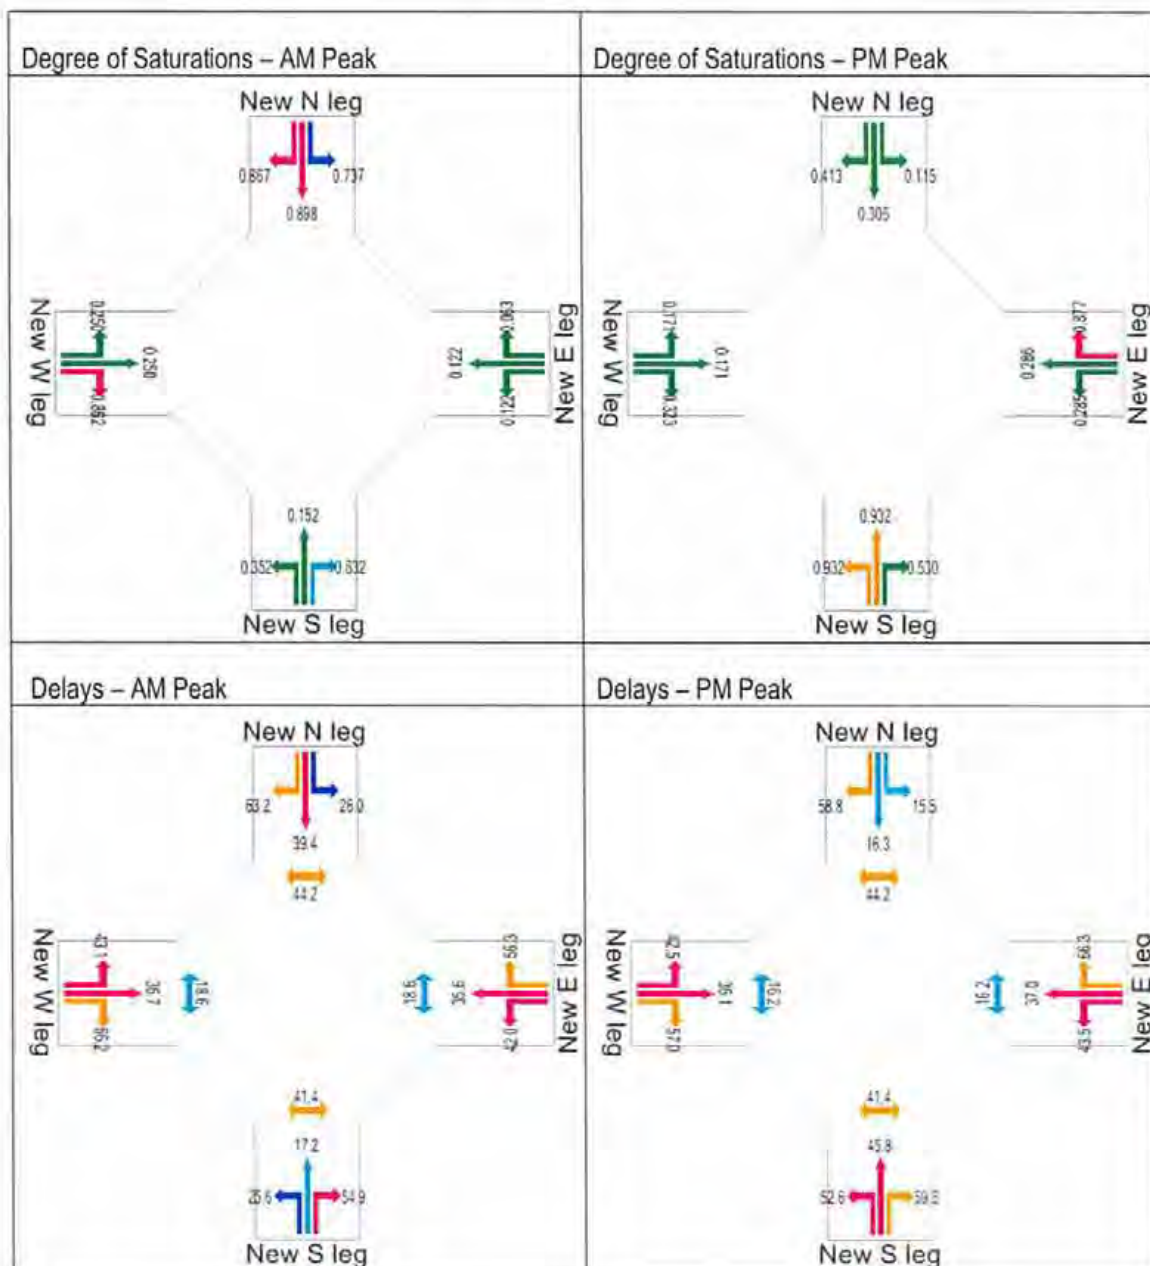 Degree of Saturations – AM Peak
New N leg
0.867
0.737
0.898
New W leg
0.250
0.250
0.862
0.063
0.122
0.122
New E leg
0.152
0.352
0.632
New S leg
Degree of Saturations – PM Peak
New N leg
0.413
0.115
0.305
New W leg
0.171
0.171
0.323
0.877
0.286
0.285
New E leg
0.932
0.932
0.530
New S leg
Delays – AM Peak
New N leg
63.2
26.0
39.4
44.2
New W leg
43.1
36.7
18.6
18.6
35.6
56.3
42.0
New E leg
41.4
17.2
25.6
54.9
New S leg
Delays – PM Peak
New N leg
58.8
15.5
16.3
44.2
New W leg
42.5
36.1
16.2
16.2
37.0
66.3
43.5
New E leg
41.4
45.8
52.6
New S leg